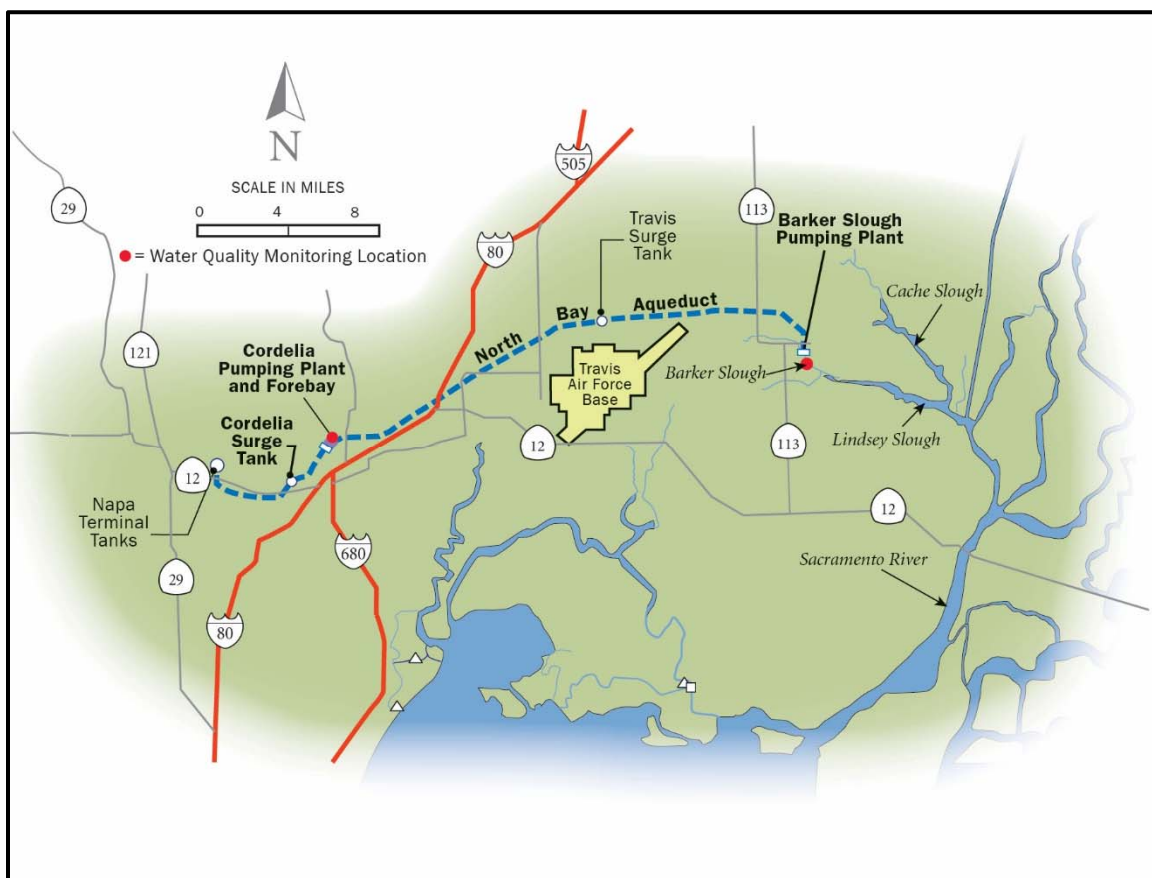 N
SCALE IN MILES
0 4 8
= Water Quality Monitoring Location
29
121
12
29
80
680
80
505
113
113
12
12
Travis
Surge
Tank
Barker Slough
Pumping Plant
Cache Slough
North Bay Aqueduct
Travis
Air Force
Base
Barker Slough
Lindsey Slough
Cordelia
Pumping Plant
and Forebay
Cordelia
Surge
Tank
Napa
Terminal
Tanks
Sacramento River